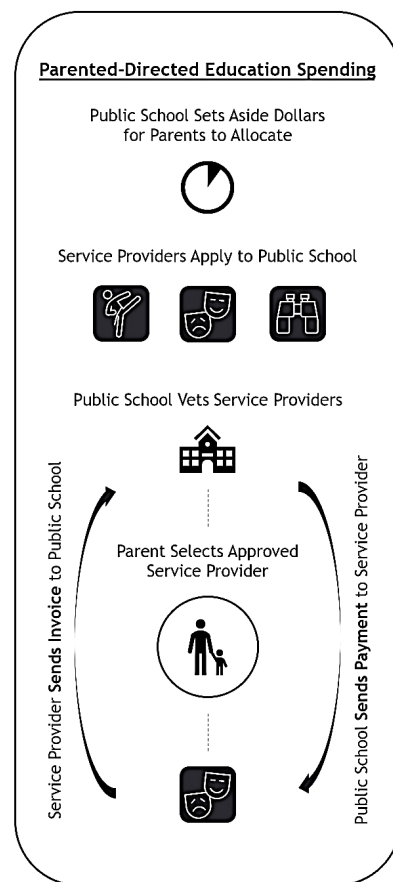 Parented-Directed Education Spending
Public School Sets Aside Dollars
for Parents to Allocate
Service Providers Apply to Public School
Public School Vets Service Providers
Service Provider Sends Invoice to Public School
Parent Selects Approved
Service Provider
Public School Sends Payment to Service Provider